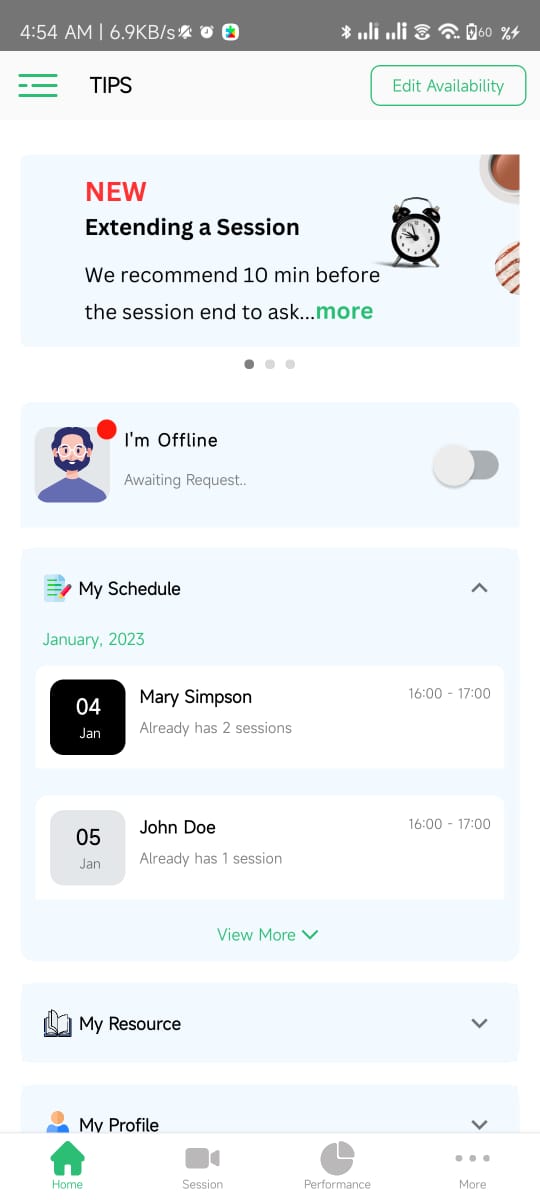 4:54 AM | 6.9KB/s 60
TIPS
Edit Availability
NEW
Extending a Session
We recommend 10 min before
the session end to ask...more
I'm Offline
Awaiting Request..
My Schedule
January, 2023
04
Jan
Mary Simpson
Already has 2 sessions
16:00 - 17:00
05
Jan
John Doe
Already has 1 session
16:00 - 17:00
View More
My Resource
My Profile
Home
Session
Performance
More